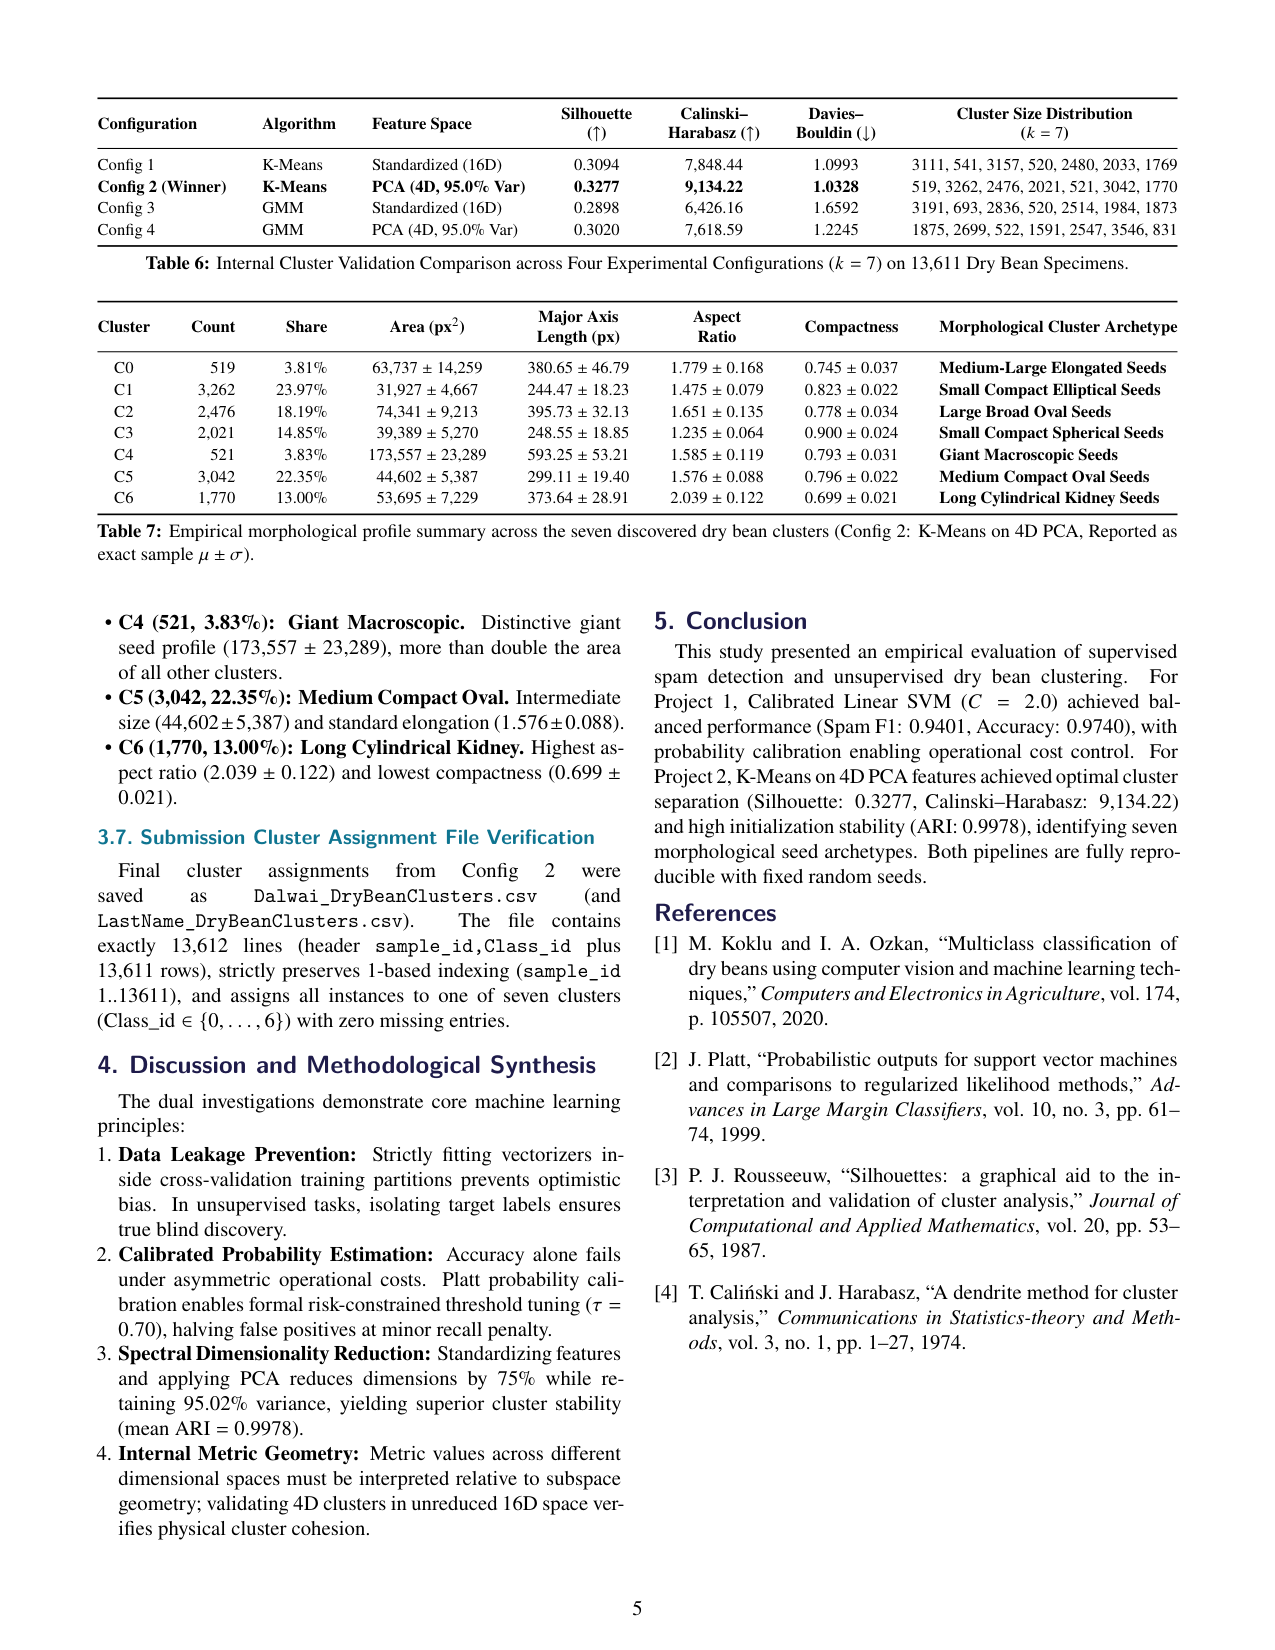 Configuration Algorithm Feature Space Silhouette (↑) Calinski–Harabasz (↑) Davies–Bouldin (↓) Cluster Size Distribution (k = 7)
Config 1 K-Means Standardized (16D) 0.3094 7,848.44 1.0993 3111, 541, 3157, 520, 2480, 2033, 1769
Config 2 (Winner) K-Means PCA (4D, 95.0% Var) 0.3277 9,134.22 1.0328 519, 3262, 2476, 2021, 521, 3042, 1770
Config 3 GMM Standardized (16D) 0.2898 6,426.16 1.6592 3191, 693, 2836, 520, 2514, 1984, 1873
Config 4 GMM PCA (4D, 95.0% Var) 0.3020 7,618.59 1.2245 1875, 2699, 522, 1591, 2547, 3546, 831
Table 6: Internal Cluster Validation Comparison across Four Experimental Configurations (k = 7) on 13,611 Dry Bean Specimens.
Cluster Count Share Area (px²) Major Axis Length (px) Aspect Ratio Compactness Morphological Cluster Archetype
C0 519 3.81% 63,737 ± 14,259 380.65 ± 46.79 1.779 ± 0.168 0.745 ± 0.037 Medium-Large Elongated Seeds
C1 3,262 23.97% 31,927 ± 4,667 244.47 ± 18.23 1.475 ± 0.079 0.823 ± 0.022 Small Compact Elliptical Seeds
C2 2,476 18.19% 74,341 ± 9,213 395.73 ± 32.13 1.651 ± 0.135 0.778 ± 0.034 Large Broad Oval Seeds
C3 2,021 14.85% 39,389 ± 5,270 248.55 ± 18.85 1.235 ± 0.064 0.900 ± 0.024 Small Compact Spherical Seeds
C4 521 3.83% 173,557 ± 23,289 593.25 ± 53.21 1.585 ± 0.119 0.793 ± 0.031 Giant Macroscopic Seeds
C5 3,042 22.35% 44,602 ± 5,387 299.11 ± 19.40 1.576 ± 0.088 0.796 ± 0.022 Medium Compact Oval Seeds
C6 1,770 13.00% 53,695 ± 7,229 373.64 ± 28.91 2.039 ± 0.122 0.699 ± 0.021 Long Cylindrical Kidney Seeds
Table 7: Empirical morphological profile summary across the seven discovered dry bean clusters (Config 2: K-Means on 4D PCA, Reported as
exact sample μ ± σ).
• C4 (521, 3.83%): Giant Macroscopic. Distinctive giant
seed profile (173,557 ± 23,289), more than double the area
of all other clusters.
• C5 (3,042, 22.35%): Medium Compact Oval. Intermediate
size (44,602±5,387) and standard elongation (1.576±0.088).
• C6 (1,770, 13.00%): Long Cylindrical Kidney. Highest as-
pect ratio (2.039 ± 0.122) and lowest compactness (0.699 ±
0.021).
3.7. Submission Cluster Assignment File Verification
Final cluster assignments from Config 2 were
saved as Dalwai_DryBeanClusters.csv (and
LastName_DryBeanClusters.csv). The file contains
exactly 13,612 lines (header sample_id,Class_id plus
13,611 rows), strictly preserves 1-based indexing (sample_id
1..13611), and assigns all instances to one of seven clusters
(Class_id ∈ {0, . . . , 6}) with zero missing entries.
4. Discussion and Methodological Synthesis
The dual investigations demonstrate core machine learning
principles:
1. Data Leakage Prevention: Strictly fitting vectorizers in-
side cross-validation training partitions prevents optimistic
bias. In unsupervised tasks, isolating target labels ensures
true blind discovery.
2. Calibrated Probability Estimation: Accuracy alone fails
under asymmetric operational costs. Platt probability cali-
bration enables formal risk-constrained threshold tuning (τ =
0.70), halving false positives at minor recall penalty.
3. Spectral Dimensionality Reduction: Standardizing features
and applying PCA reduces dimensions by 75% while re-
taining 95.02% variance, yielding superior cluster stability
(mean ARI = 0.9978).
4. Internal Metric Geometry: Metric values across different
dimensional spaces must be interpreted relative to subspace
geometry; validating 4D clusters in unreduced 16D space ver-
ifies physical cluster cohesion.
5. Conclusion
This study presented an empirical evaluation of supervised
spam detection and unsupervised dry bean clustering. For
Project 1, Calibrated Linear SVM (C = 2.0) achieved bal-
anced performance (Spam F1: 0.9401, Accuracy: 0.9740), with
probability calibration enabling operational cost control. For
Project 2, K-Means on 4D PCA features achieved optimal cluster
separation (Silhouette: 0.3277, Calinski–Harabasz: 9,134.22)
and high initialization stability (ARI: 0.9978), identifying seven
morphological seed archetypes. Both pipelines are fully repro-
ducible with fixed random seeds.
References
[1] M. Koklu and I. A. Ozkan, “Multiclass classification of
dry beans using computer vision and machine learning tech-
niques,” Computers and Electronics in Agriculture, vol. 174,
p. 105507, 2020.
[2] J. Platt, “Probabilistic outputs for support vector machines
and comparisons to regularized likelihood methods,” Ad-
vances in Large Margin Classifiers, vol. 10, no. 3, pp. 61–
74, 1999.
[3] P. J. Rousseeuw, “Silhouettes: a graphical aid to the in-
terpretation and validation of cluster analysis,” Journal of
Computational and Applied Mathematics, vol. 20, pp. 53–
65, 1987.
[4] T. Caliński and J. Harabasz, “A dendrite method for cluster
analysis,” Communications in Statistics-theory and Meth-
ods, vol. 3, no. 1, pp. 1–27, 1974.
5